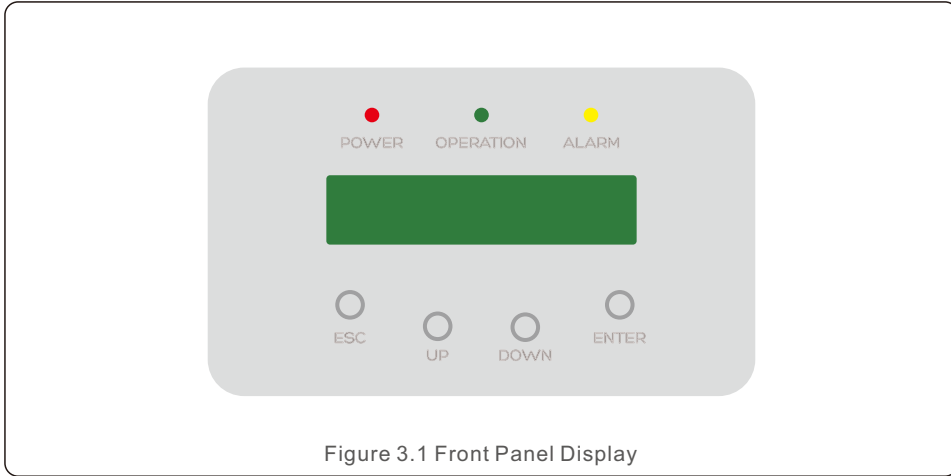 POWER OPERATION ALARM
ESC UP DOWN ENTER
Figure 3.1 Front Panel Display